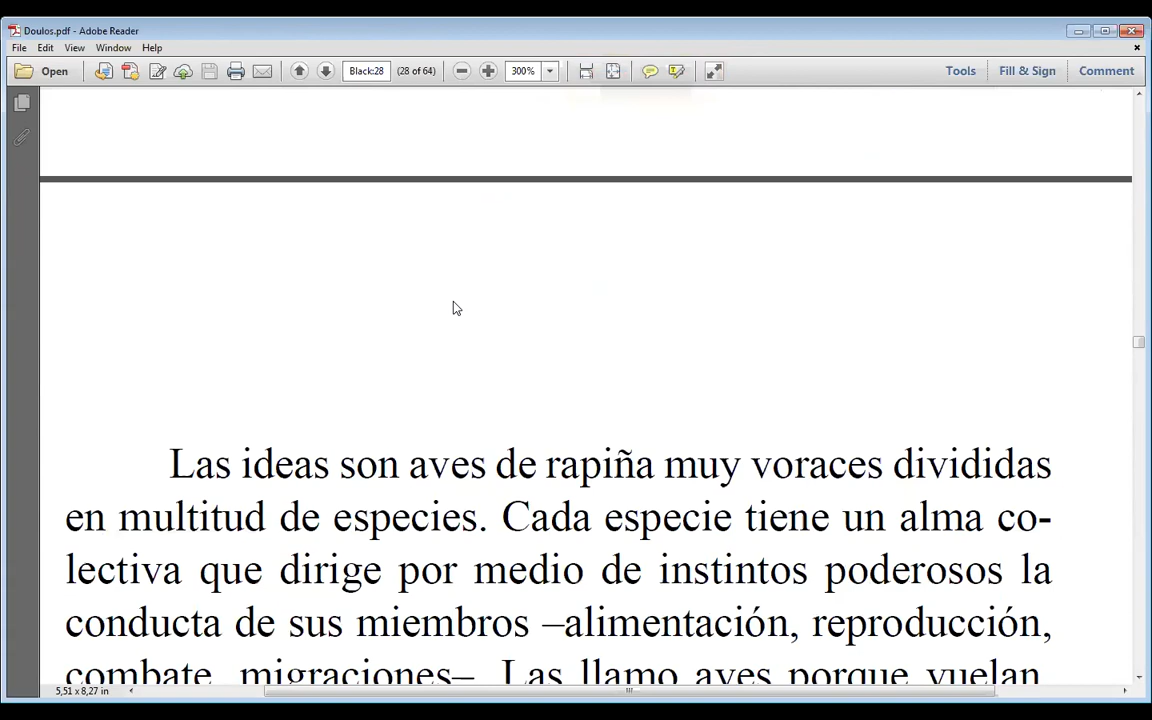 Doulos.pdf - Adobe Reader
File Edit View Window Help
Open Black:28 (28 of 64) 300% Tools Fill & Sign Comment
Las ideas son aves de rapiña muy voraces divididas
en multitud de especies. Cada especie tiene un alma co-
lectiva que dirige por medio de instintos poderosos la
conducta de sus miembros –alimentación, reproducción,
combate, migraciones–. Las llamo aves porque vuelan
5,51 x 8,27 in